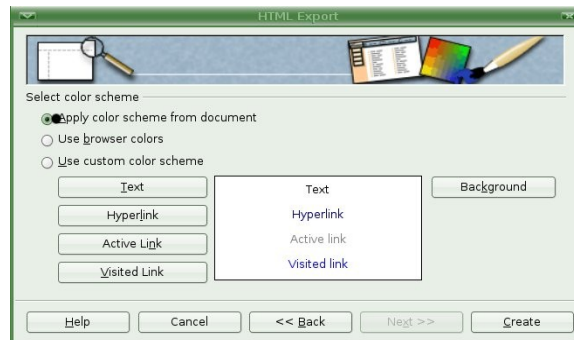 HTML Export
Select color scheme
Apply color scheme from document
Use browser colors
Use custom color scheme
Text
Hyperlink
Active Link
Visited Link
Text
Hyperlink
Active link
Visited link
Background
Help
Cancel
<< Back
Next >>
Create